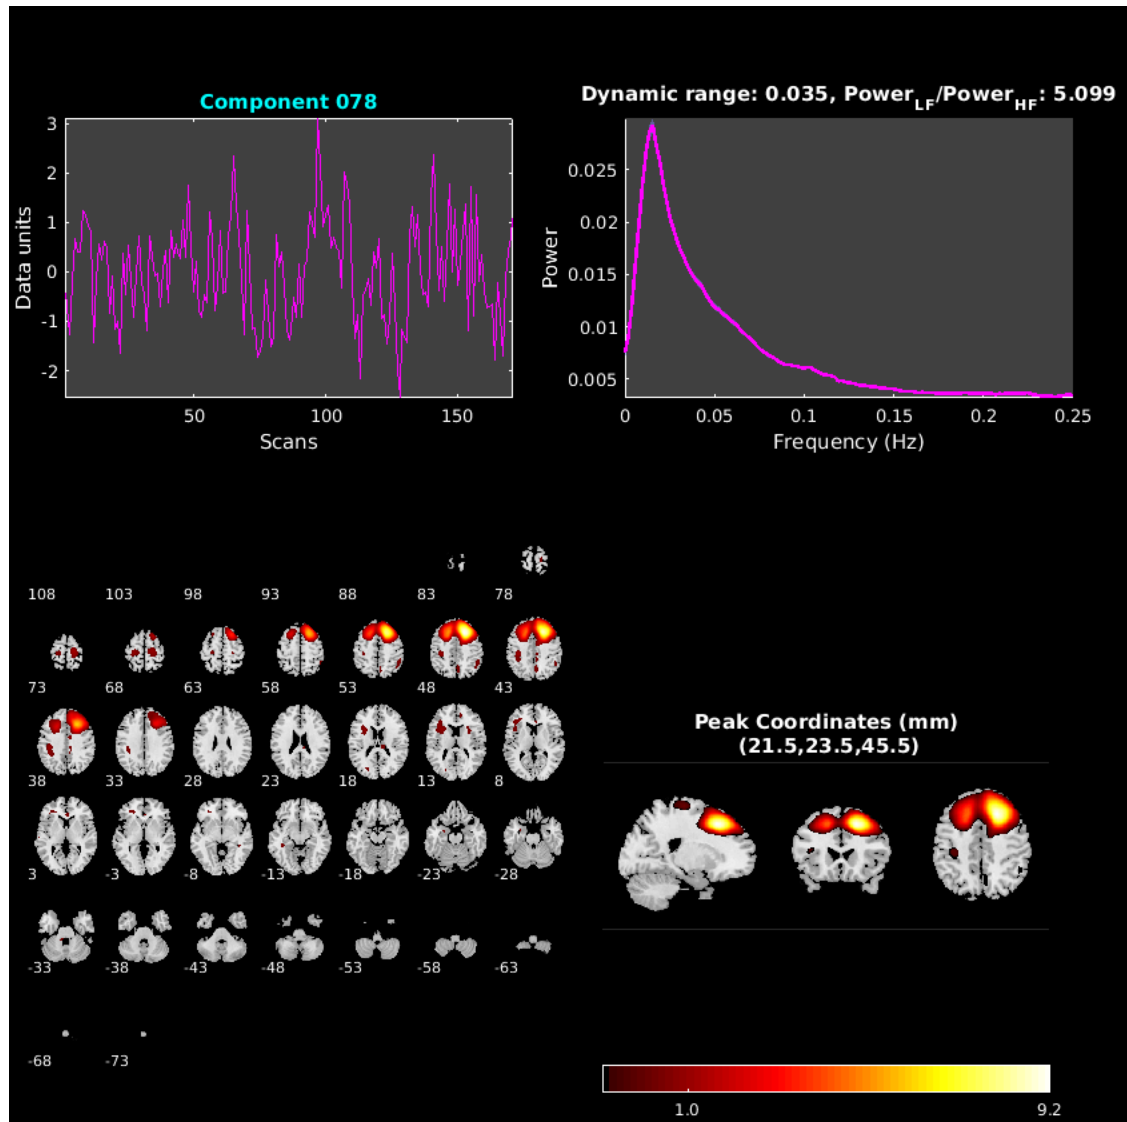 Component 078
3
2
1
0
-1
-2
Data units
50
100
150
Scans
Dynamic range: 0.035, PowerLF/PowerHF: 5.099
0.025
0.02
0.015
0.01
0.005
Power
0
0.05
0.1
0.15
0.2
0.25
Frequency (Hz)
108 103 98 93 88 83 78
73 68 63 58 53 48 43
38 33 28 23 18 13 8
3 -3 -8 -13 -18 -23 -28
-33 -38 -43 -48 -53 -58 -63
-68 -73
Peak Coordinates (mm)
(21.5,23.5,45.5)
1.0
9.2